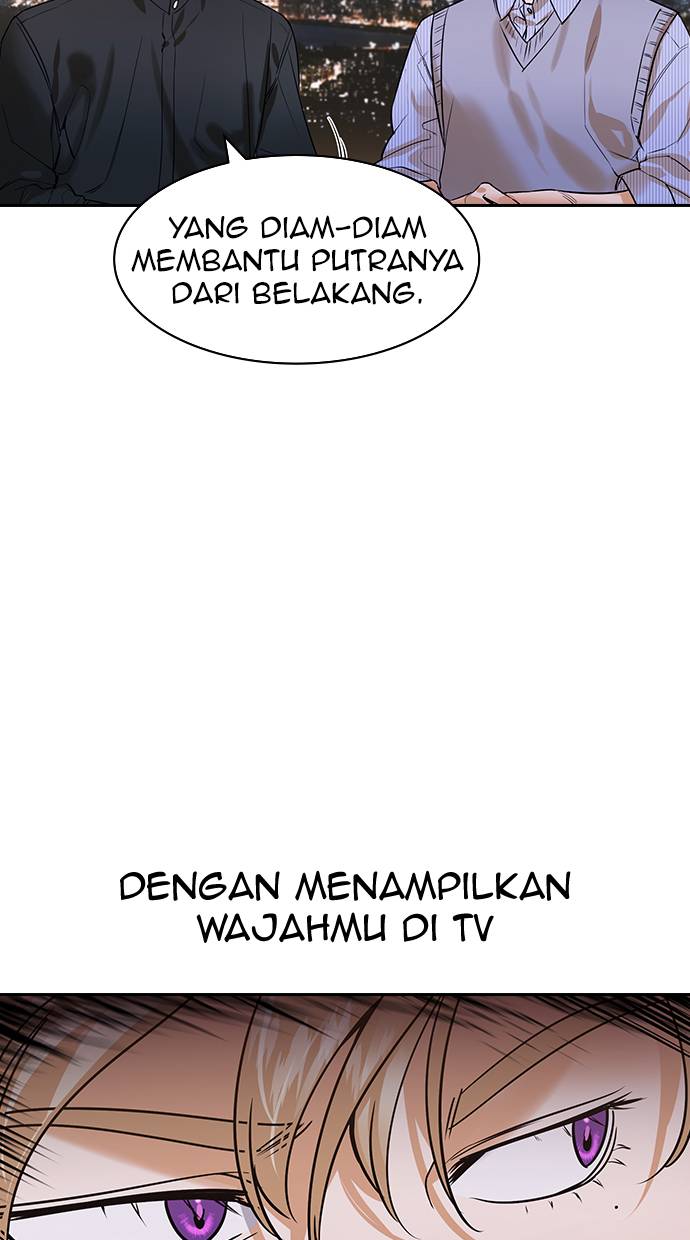 YANG DIAM-DIAM
MEMBANTU PUTRANYA
DARI BELAKANG.
DENGAN MENAMPILKAN
WAJAHMU DI TV